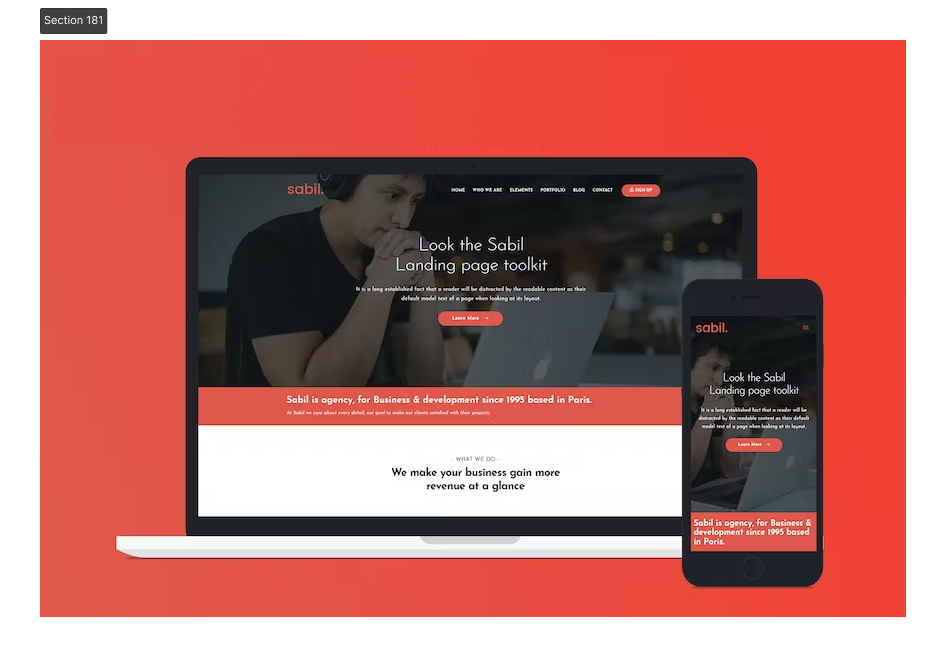 Section 181
sabil.
HOME WHO WE ARE ELEMENTS PORTFOLIO BLOG CONTACT SIGN UP
Look the Sabil
Landing page toolkit
It is a long established fact that a reader will be distracted by the readable content as their
default model text of a page when looking at its layout.
Learn More →
Sabil is agency, for Business & development since 1995 based in Paris.
At Sabil we care about every detail, our goal to make our clients satisfied with their projects
- WHAT WE DO -
We make your business gain more
revenue at a glance
sabil.
Look the Sabil
Landing page toolkit
It is a long established fact that a reader will be
distracted by the readable content as their default
model text of a page when looking at its layout.
Learn More →
Sabil is agency, for Business &
development since 1995 based
in Paris.